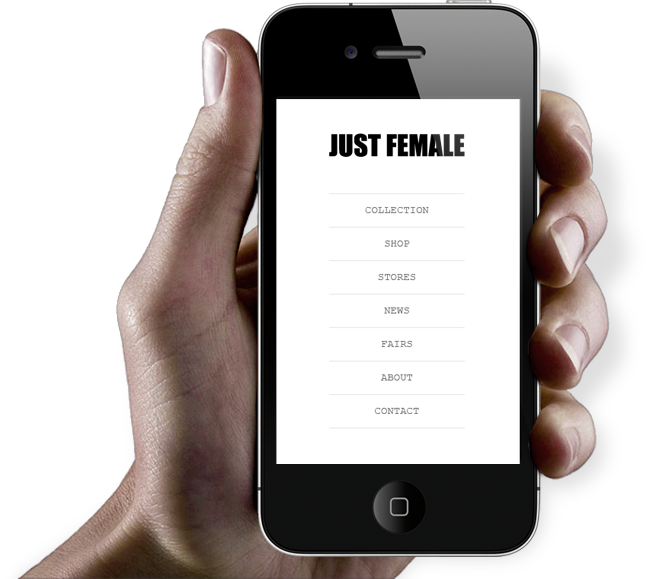 JUST FEMALE
COLLECTION
SHOP
STORES
NEWS
FAIRS
ABOUT
CONTACT